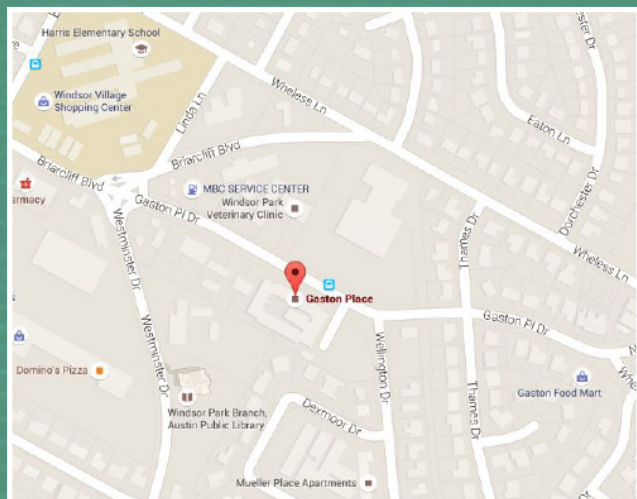 Harris Elementary School
Windsor Village
Shopping Center
Linda Ln
Wheless Ln
Eaton Ln
Dorchester Dr
Briarcliff Blvd
Briarcliff Blvd
MBC SERVICE CENTER
Windsor Park
Veterinary Clinic
Gaston Pl Dr
Westminster Dr
Thames Dr
Wheless Ln
Gaston Place
Gaston Pl Dr
Wellington Dr
Westminster Dr
Domino's Pizza
Gaston Food Mart
Windsor Park Branch,
Austin Public Library
Dexmoor Dr
Thames Dr
Mueller Place Apartments